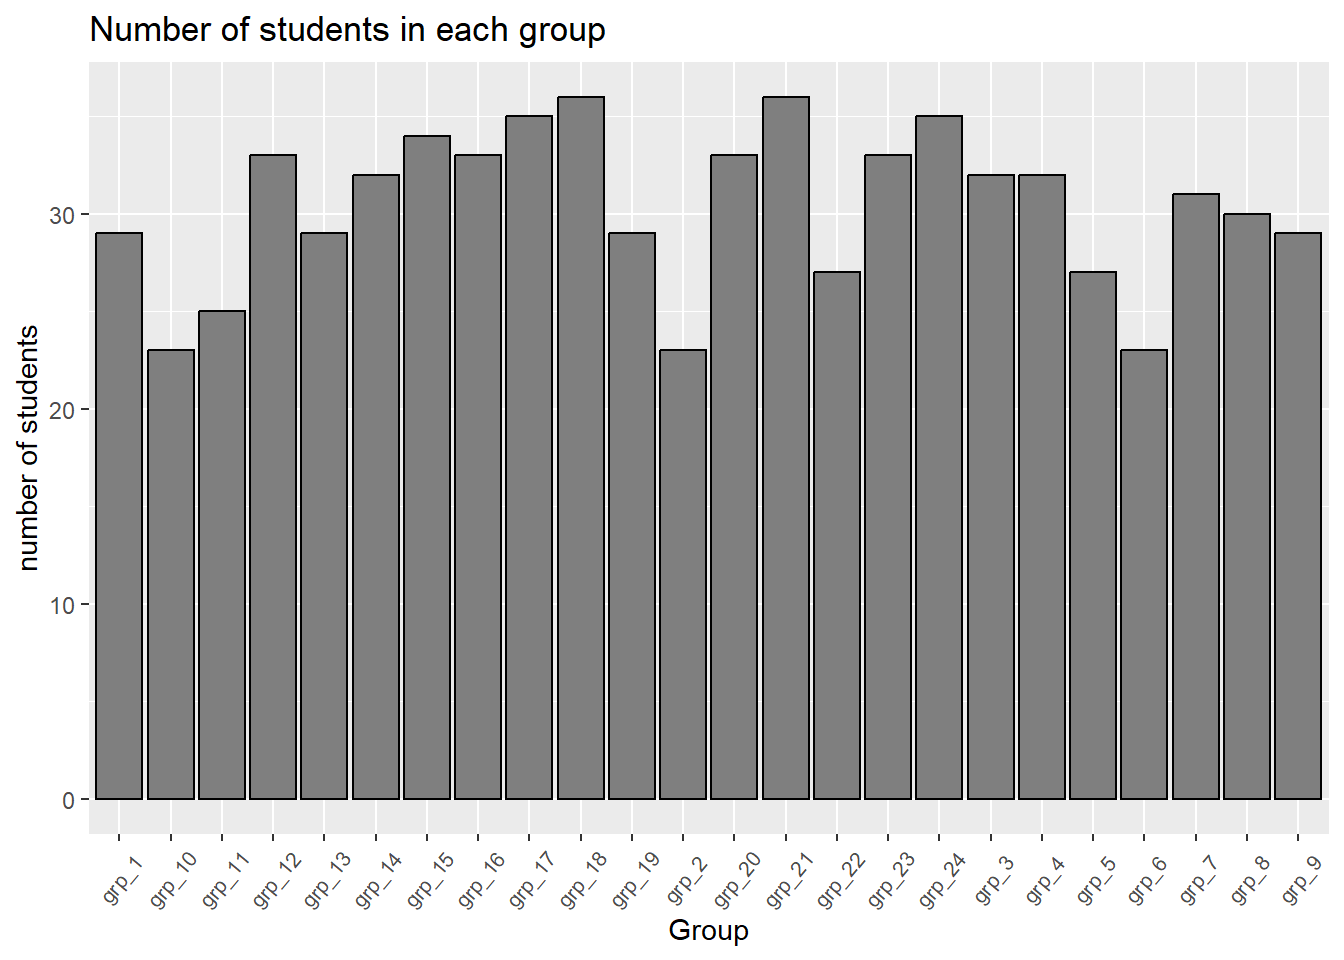 Number of students in each group
number of students
30
20
10
0
grp_1 grp_10 grp_11 grp_12 grp_13 grp_14 grp_15 grp_16 grp_17 grp_18 grp_19 grp_2 grp_20 grp_21 grp_22 grp_23 grp_24 grp_3 grp_4 grp_5 grp_6 grp_7 grp_8 grp_9
Group